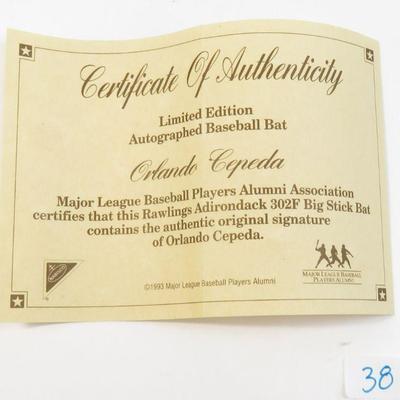 Certificate Of Authenticity
Limited Edition
Autographed Baseball Bat
Orlando Cepeda
Major League Baseball Players Alumni Association
certifies that this Rawlings Adirondack 302F Big Stick Bat
contains the authentic original signature
of Orlando Cepeda.
MAJOR LEAGUE BASEBALL
PLAYERS ALUMNI
©1993 Major League Baseball Players Alumni
38